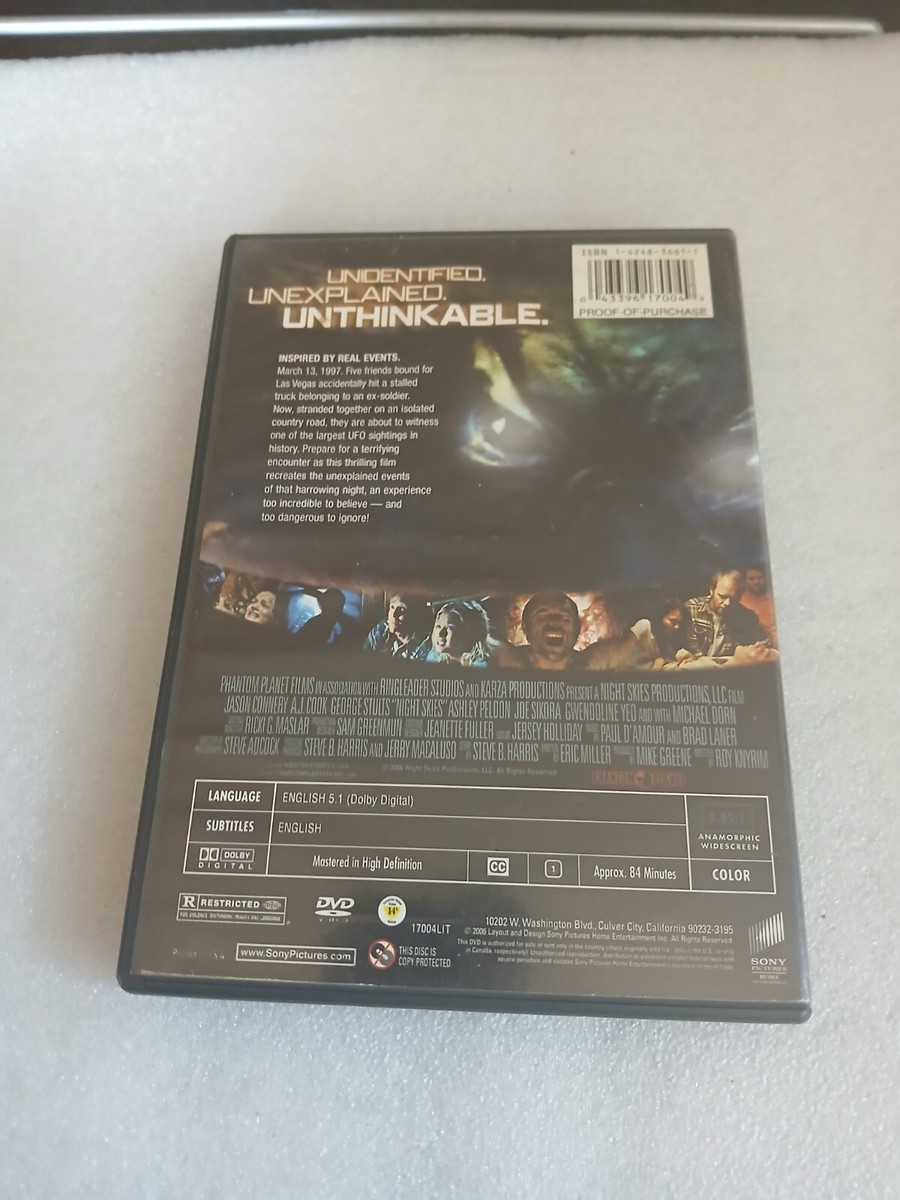 UNIDENTIFIED.
UNEXPLAINED.
UNTHINKABLE.
ISBN 1-4248-3661-1
0 43396 17004 9
PROOF-OF-PURCHASE
INSPIRED BY REAL EVENTS.
March 13, 1997. Five friends bound for
Las Vegas accidentally hit a stalled
truck belonging to an ex-soldier.
Now, stranded together on an isolated
country road, they are about to witness
one of the largest UFO sightings in
history. Prepare for a terrifying
encounter as this thrilling film
recreates the unexplained events
of that harrowing night, an experience
too incredible to believe — and
too dangerous to ignore!
PHANTOM PLANET FILMS IN ASSOCIATION WITH RINGLEADER STUDIOS AND KARZA PRODUCTIONS PRESENT A NIGHT SKIES PRODUCTIONS, LLC FILM
JASON CONNERY A.J. COOK GEORGE STULTS "NIGHT SKIES" ASHLEY PELDON JOE SIKORA GWENDOLINE YEO AND WITH MICHAEL DORN
RICKI G. MASLAR SAM GREENMUN JEANETTE FULLER JERSEY HOLLIDAY PAUL D'AMOUR AND BRAD LANER
STEVE ADCOCK STEVE B. HARRIS AND JERRY MACALUSO BY STEVE B. HARRIS BY ERIC MILLER BY MIKE GREENE BY ROY KNYRIM
© 2006 Night Skies Productions, LLC. All Rights Reserved.
LANGUAGE ENGLISH 5.1 (Dolby Digital)
SUBTITLES ENGLISH
1.85:1
ANAMORPHIC
WIDESCREEN
DOLBY
DIGITAL
Mastered in High Definition CC 1 Approx. 84 Minutes COLOR
R RESTRICTED
DVD
VIDEO
14
17004LIT
10202 W. Washington Blvd., Culver City, California 90232-3195
© 2006 Layout and Design Sony Pictures Home Entertainment Inc. All Rights Reserved.
www.SonyPictures.com
THIS DISC IS
COPY PROTECTED
SONY
PICTURES
HOME